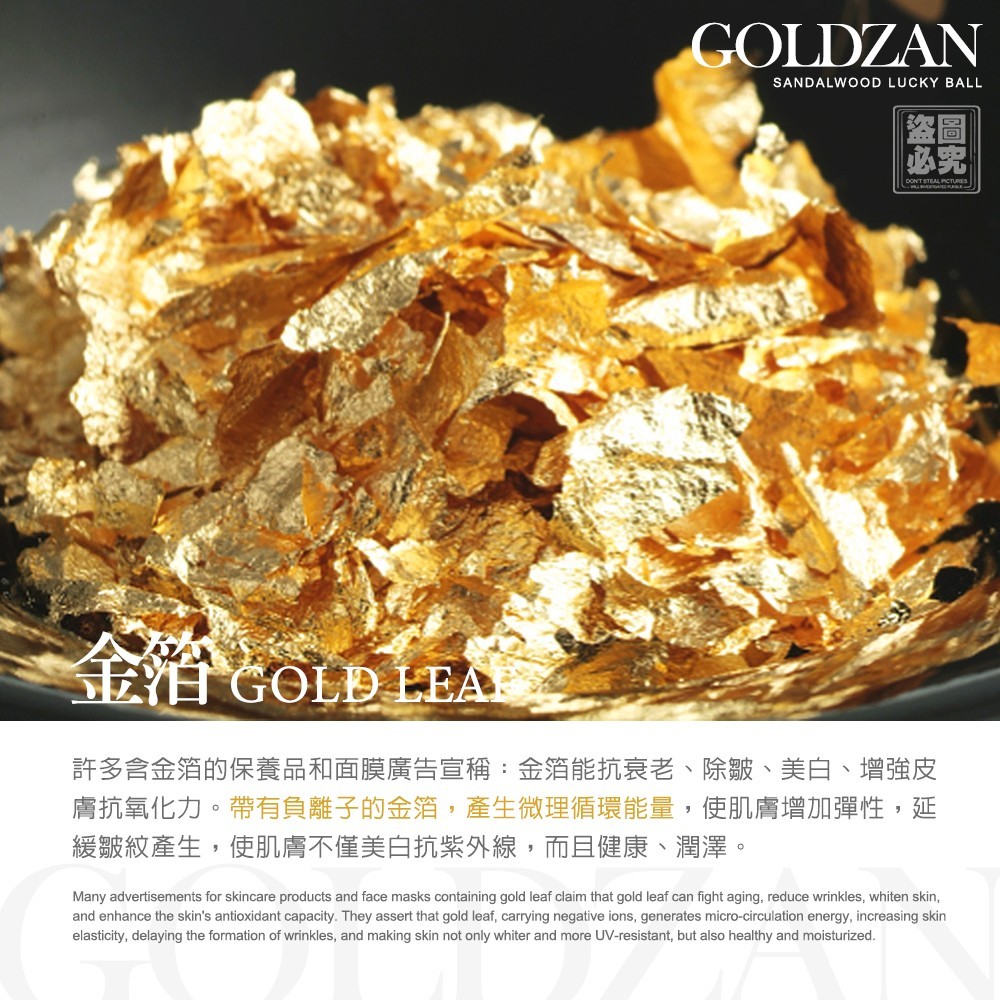 GOLDZAN
SANDALWOOD LUCKY BALL
盜圖
必究
DON'T STEAL PICTURES
金箔 GOLD LEAF
許多含金箔的保養品和面膜廣告宣稱：金箔能抗衰老、除皺、美白、增強皮
膚抗氧化力。帶有負離子的金箔，產生微理循環能量，使肌膚增加彈性，延
緩皺紋產生，使肌膚不僅美白抗紫外線，而且健康、潤澤。
Many advertisements for skincare products and face masks containing gold leaf claim that gold leaf can fight aging, reduce wrinkles, whiten skin,
and enhance the skin's antioxidant capacity. They assert that gold leaf, carrying negative ions, generates micro-circulation energy, increasing skin
elasticity, delaying the formation of wrinkles, and making skin not only whiter and more UV-resistant, but also healthy and moisturized.
GOLDZAN